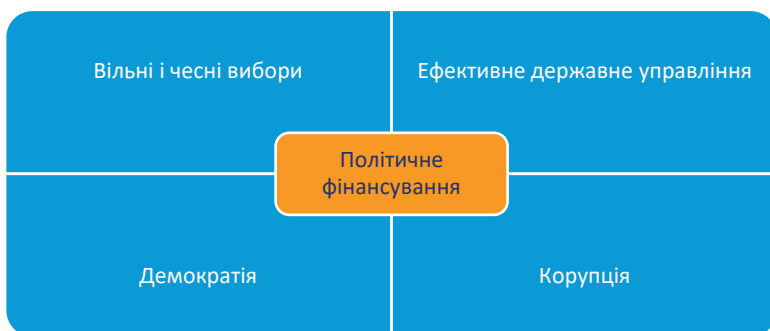 Вільні і чесні вибори
Ефективне державне управління
Політичне
фінансування
Демократія
Корупція